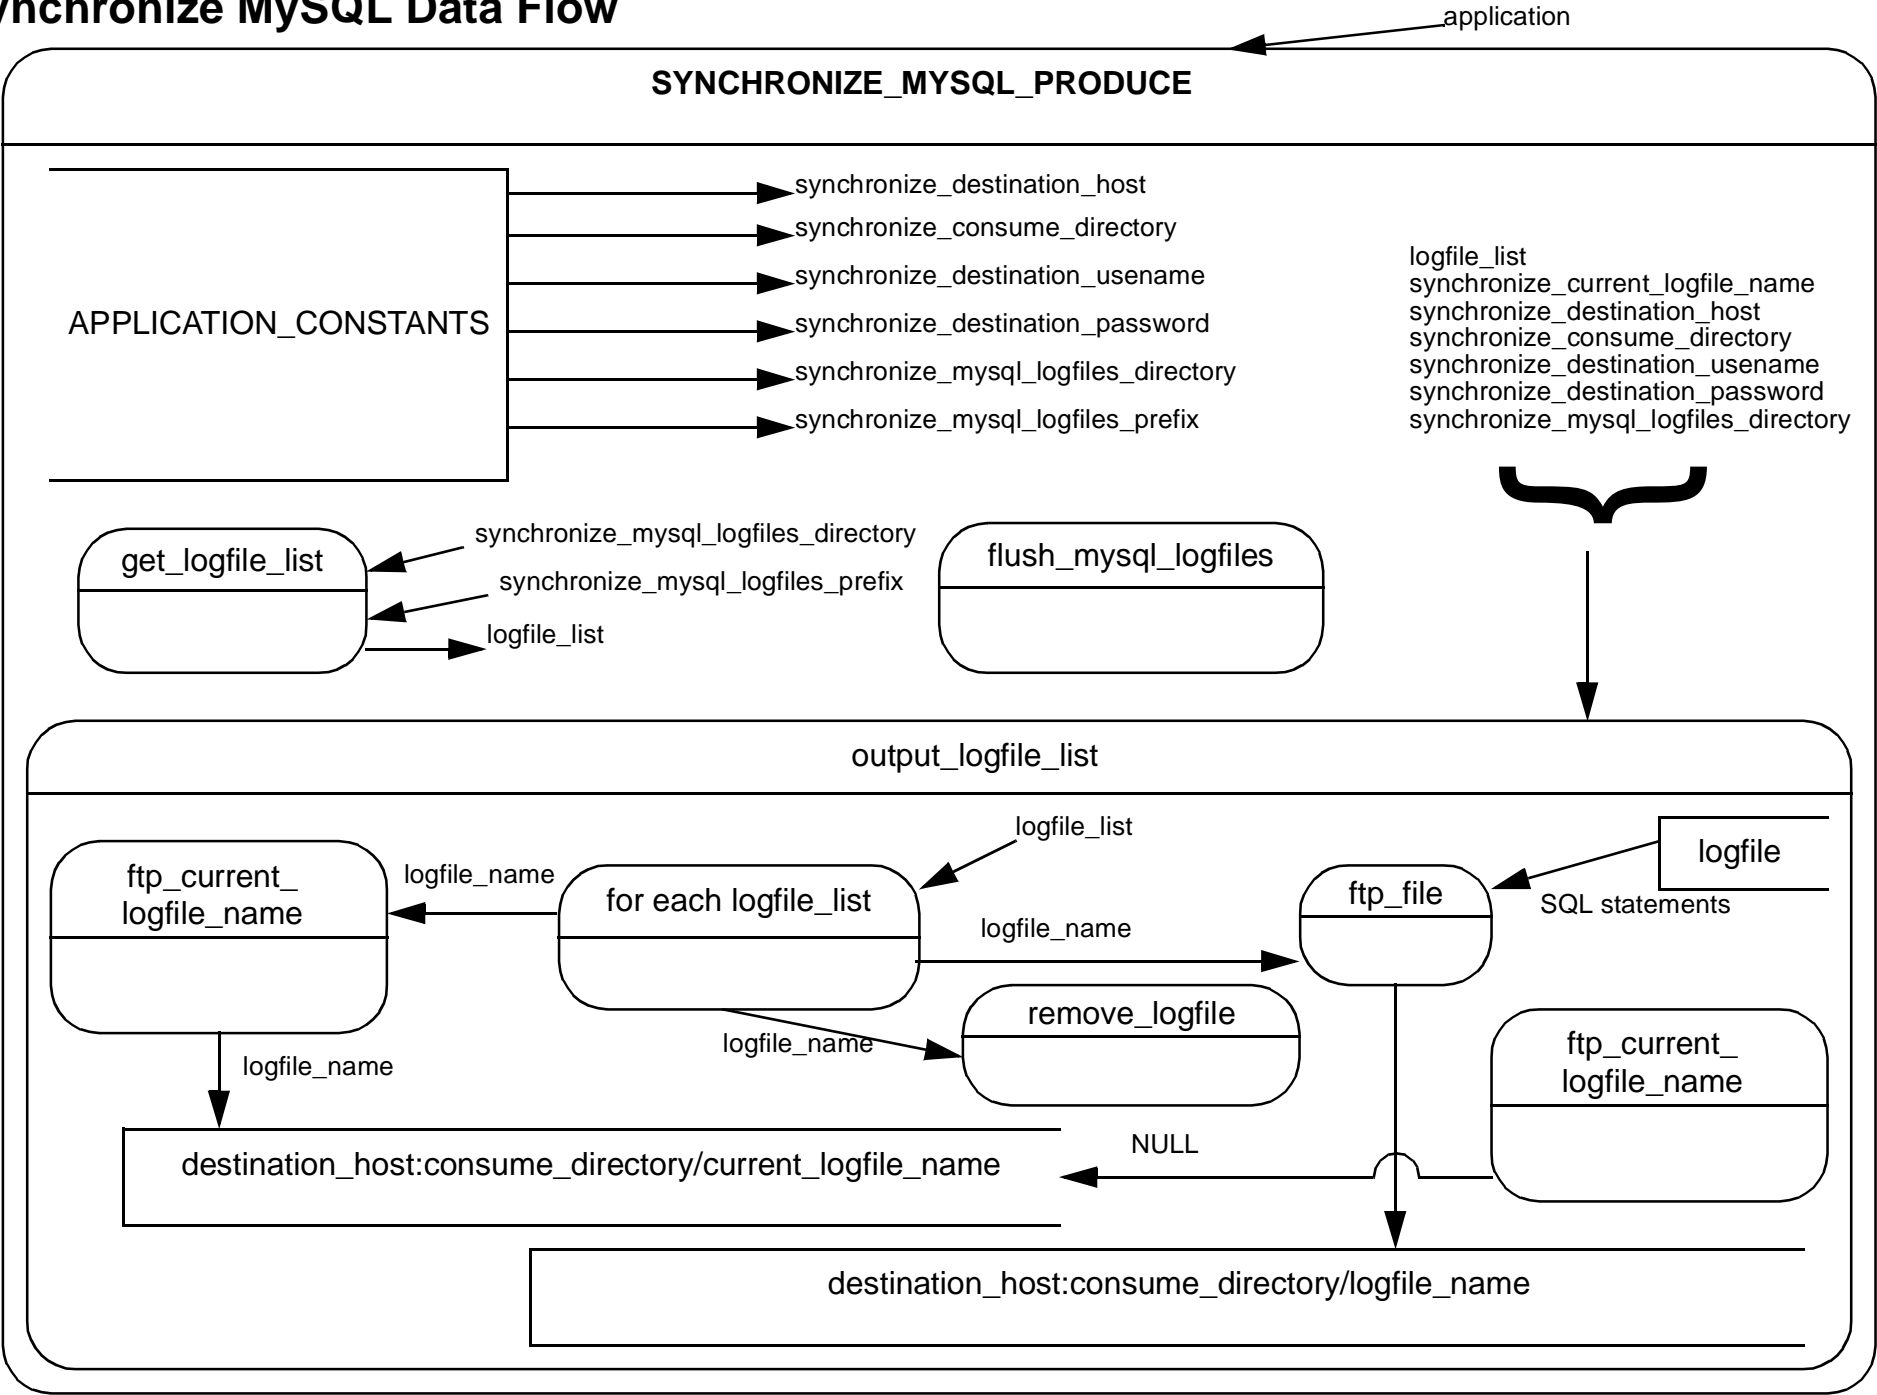 ynchronize MySQL Data Flow
application
SYNCHRONIZE_MYSQL_PRODUCE
APPLICATION_CONSTANTS
synchronize_destination_host
synchronize_consume_directory
synchronize_destination_usename
synchronize_destination_password
synchronize_mysql_logfiles_directory
synchronize_mysql_logfiles_prefix
logfile_list
synchronize_current_logfile_name
synchronize_destination_host
synchronize_consume_directory
synchronize_destination_usename
synchronize_destination_password
synchronize_mysql_logfiles_directory
get_logfile_list
synchronize_mysql_logfiles_directory
synchronize_mysql_logfiles_prefix
logfile_list
flush_mysql_logfiles
output_logfile_list
ftp_current_
logfile_name
logfile_name
for each logfile_list
logfile_list
logfile_name
ftp_file
logfile
SQL statements
logfile_name
remove_logfile
logfile_name
ftp_current_
logfile_name
NULL
destination_host:consume_directory/current_logfile_name
destination_host:consume_directory/logfile_name